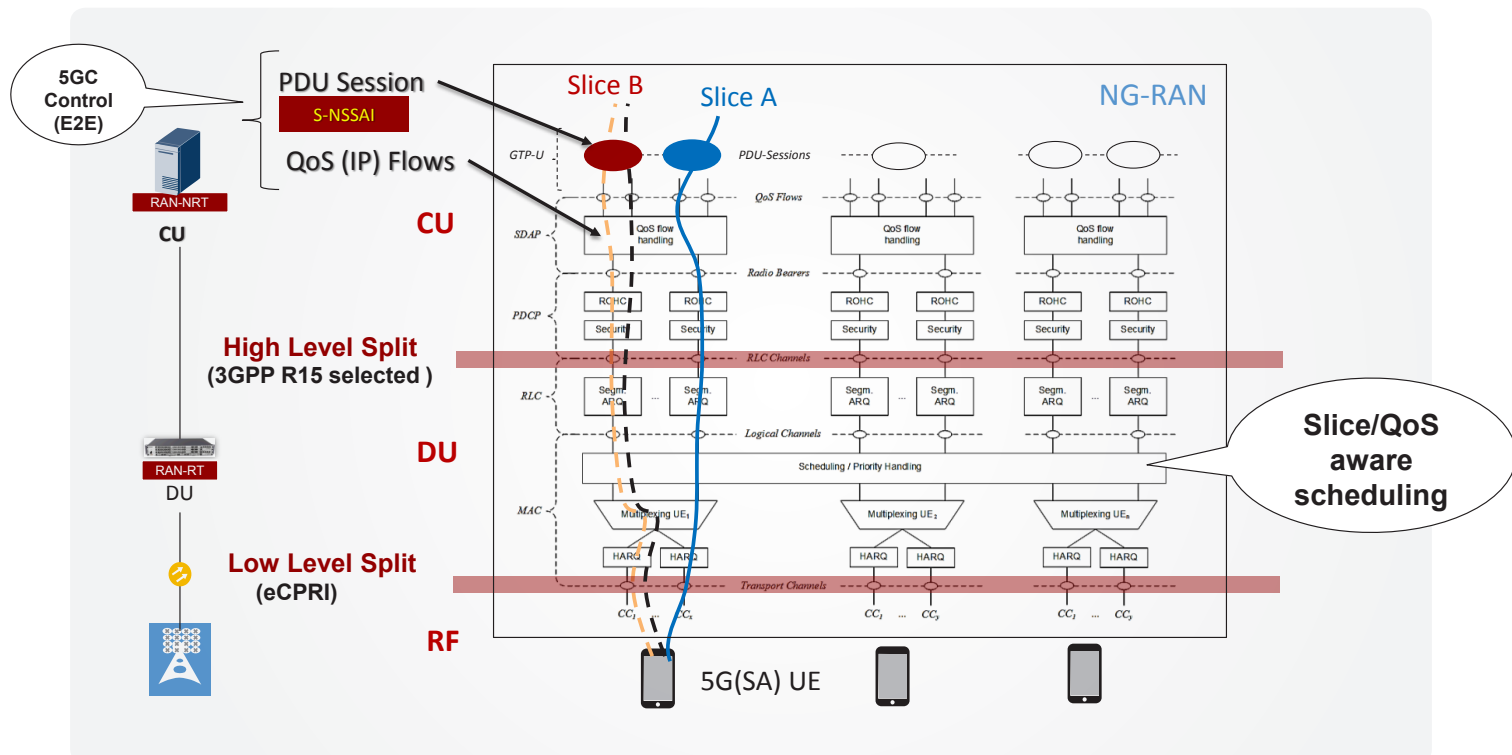 5GC
Control
(E2E)
PDU Session
S-NSSAI
QoS (IP) Flows
RAN-NRT
CU
High Level Split
(3GPP R15 selected )
RAN-RT
DU
Low Level Split
(eCPRI)
CU
DU
RF
Slice B
Slice A
NG-RAN
GTP-U
PDU-Sessions
QoS Flows
SDAP
QoS flow
handling
QoS flow
handling
QoS flow
handling
Radio Bearers
PDCP
ROHC
ROHC
ROHC
ROHC
ROHC
ROHC
Security
Security
Security
Security
Security
Security
RLC Channels
RLC
Segm.
ARQ
...
Segm.
ARQ
Segm.
ARQ
...
Segm.
ARQ
Segm.
ARQ
...
Segm.
ARQ
Logical Channels
Scheduling / Priority Handling
Slice/QoS
aware
scheduling
MAC
Multiplexing UE1
Multiplexing UE2
Multiplexing UEn
HARQ
HARQ
HARQ
HARQ
HARQ
HARQ
Transport Channels
CC1 ... CCx
CC1 ... CCy
CC1 ... CCy
5G(SA) UE